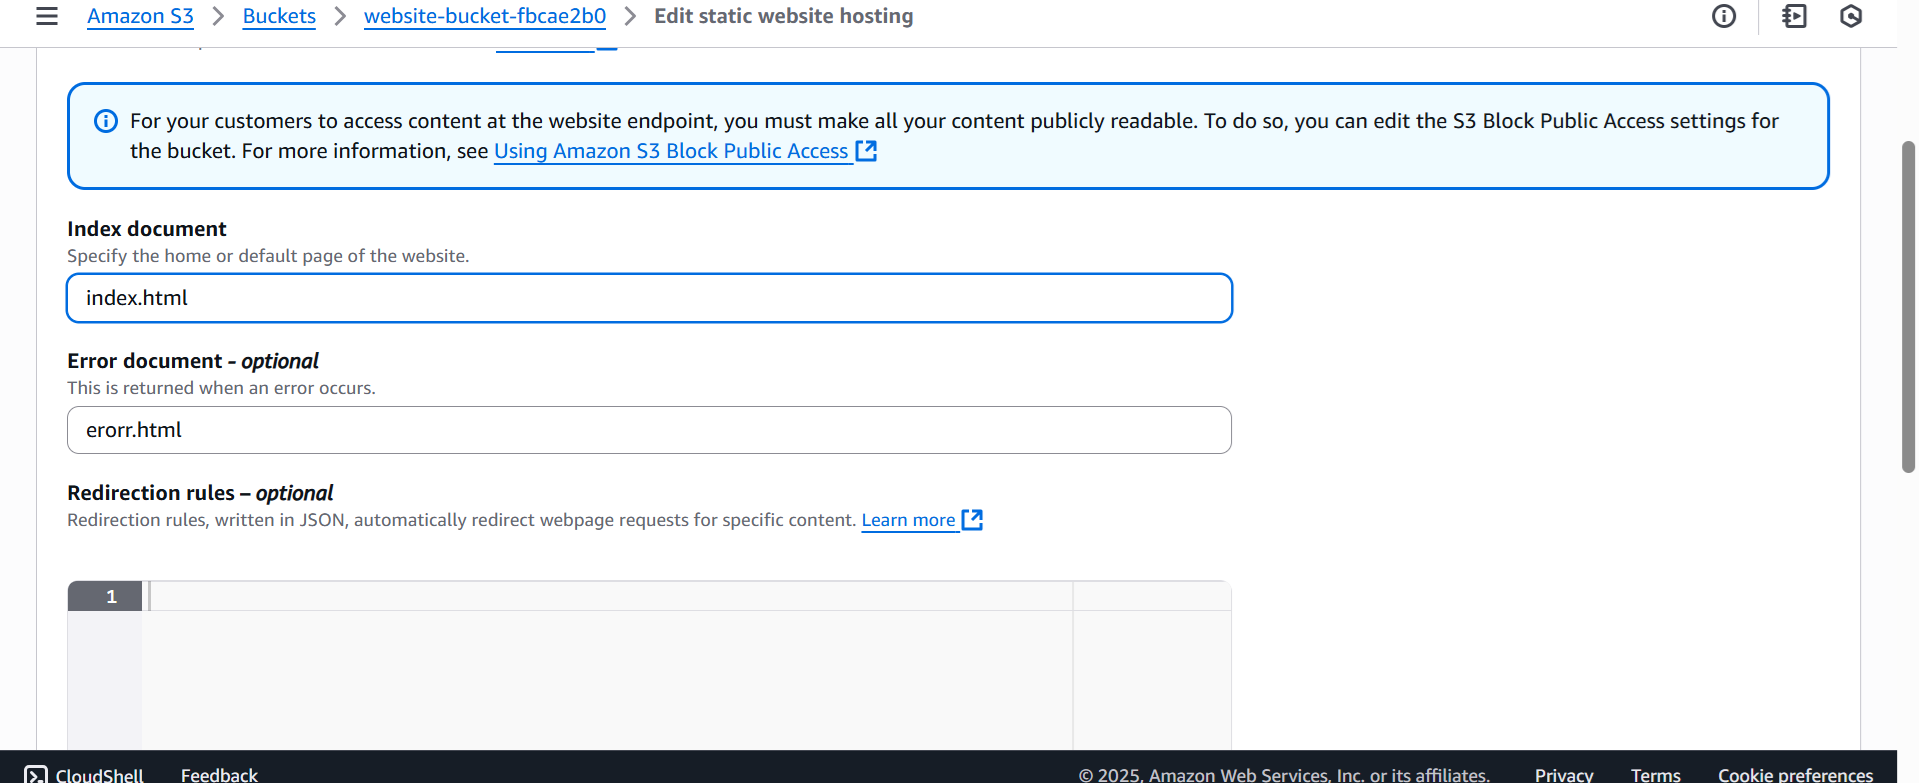 Amazon S3 > Buckets > website-bucket-fbcae2b0 > Edit static website hosting
For your customers to access content at the website endpoint, you must make all your content publicly readable. To do so, you can edit the S3 Block Public Access settings for
the bucket. For more information, see Using Amazon S3 Block Public Access
Index document
Specify the home or default page of the website.
index.html
Error document - optional
This is returned when an error occurs.
erorr.html
Redirection rules – optional
Redirection rules, written in JSON, automatically redirect webpage requests for specific content. Learn more
1
CloudShell Feedback © 2025, Amazon Web Services, Inc. or its affiliates. Privacy Terms Cookie preferences